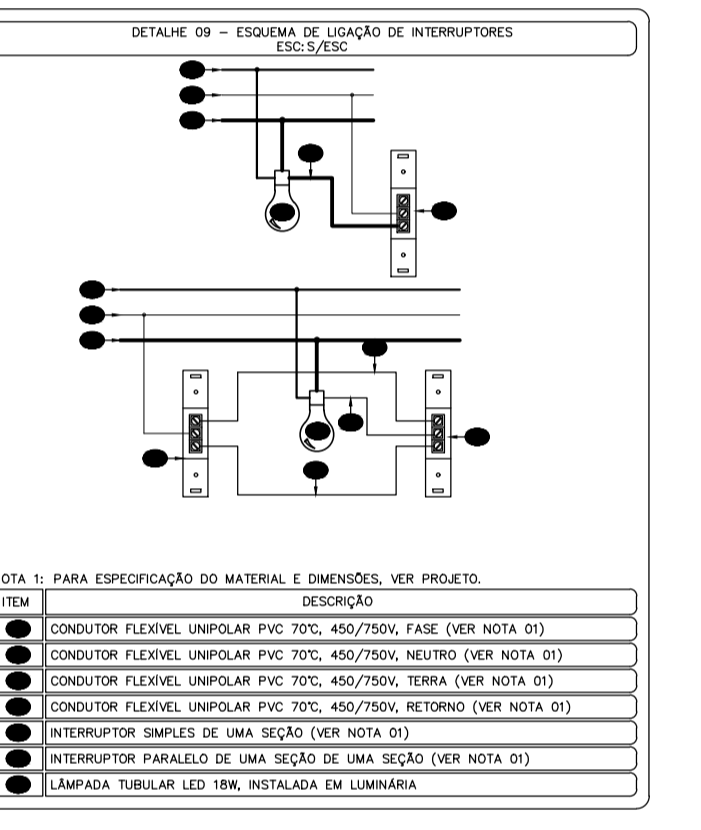 DETALHE 09 – ESQUEMA DE LIGAÇÃO DE INTERRUPTORES
ESC: S/ESC
OTA 1: PARA ESPECIFICAÇÃO DO MATERIAL E DIMENSÕES, VER PROJETO.
ITEM DESCRIÇÃO
CONDUTOR FLEXÍVEL UNIPOLAR PVC 70°C, 450/750V, FASE (VER NOTA 01)
CONDUTOR FLEXÍVEL UNIPOLAR PVC 70°C, 450/750V, NEUTRO (VER NOTA 01)
CONDUTOR FLEXÍVEL UNIPOLAR PVC 70°C, 450/750V, TERRA (VER NOTA 01)
CONDUTOR FLEXÍVEL UNIPOLAR PVC 70°C, 450/750V, RETORNO (VER NOTA 01)
INTERRUPTOR SIMPLES DE UMA SEÇÃO (VER NOTA 01)
INTERRUPTOR PARALELO DE UMA SEÇÃO DE UMA SEÇÃO (VER NOTA 01)
LÂMPADA TUBULAR LED 18W, INSTALADA EM LUMINÁRIA